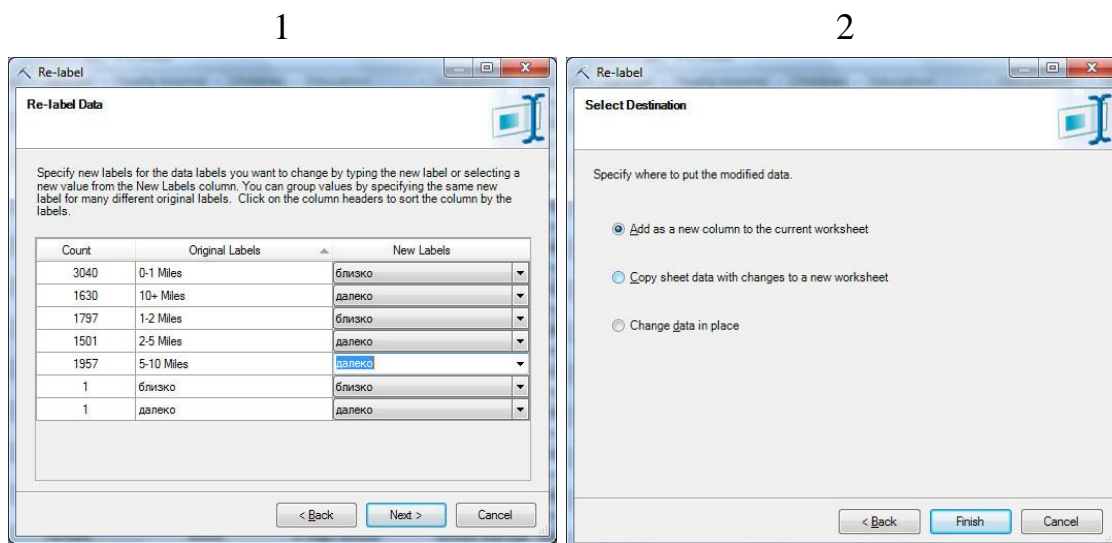 1
2
Re-label
Re-label Data
Specify new labels for the data labels you want to change by typing the new label or selecting a
new value from the New Labels column. You can group values by specifying the same new
label for many different original labels. Click on the column headers to sort the column by the
labels.
Count Original Labels New Labels
3040 0-1 Miles близко
1630 10+ Miles далеко
1797 1-2 Miles близко
1501 2-5 Miles далеко
1957 5-10 Miles далеко
1 близко близко
1 далеко далеко
< Back Next > Cancel
Re-label
Select Destination
Specify where to put the modified data.
Add as a new column to the current worksheet
Copy sheet data with changes to a new worksheet
Change data in place
< Back Finish Cancel